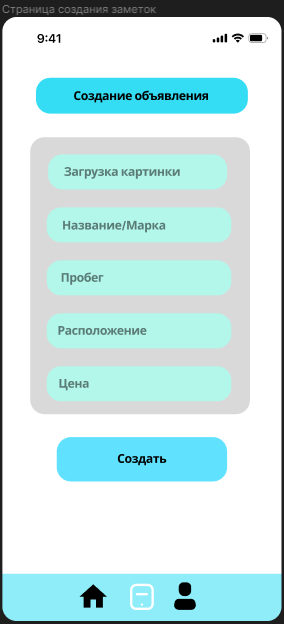 Страница создания заметок
9:41
Создание объявления
Загрузка картинки
Название/Марка
Пробег
Расположение
Цена
Создать